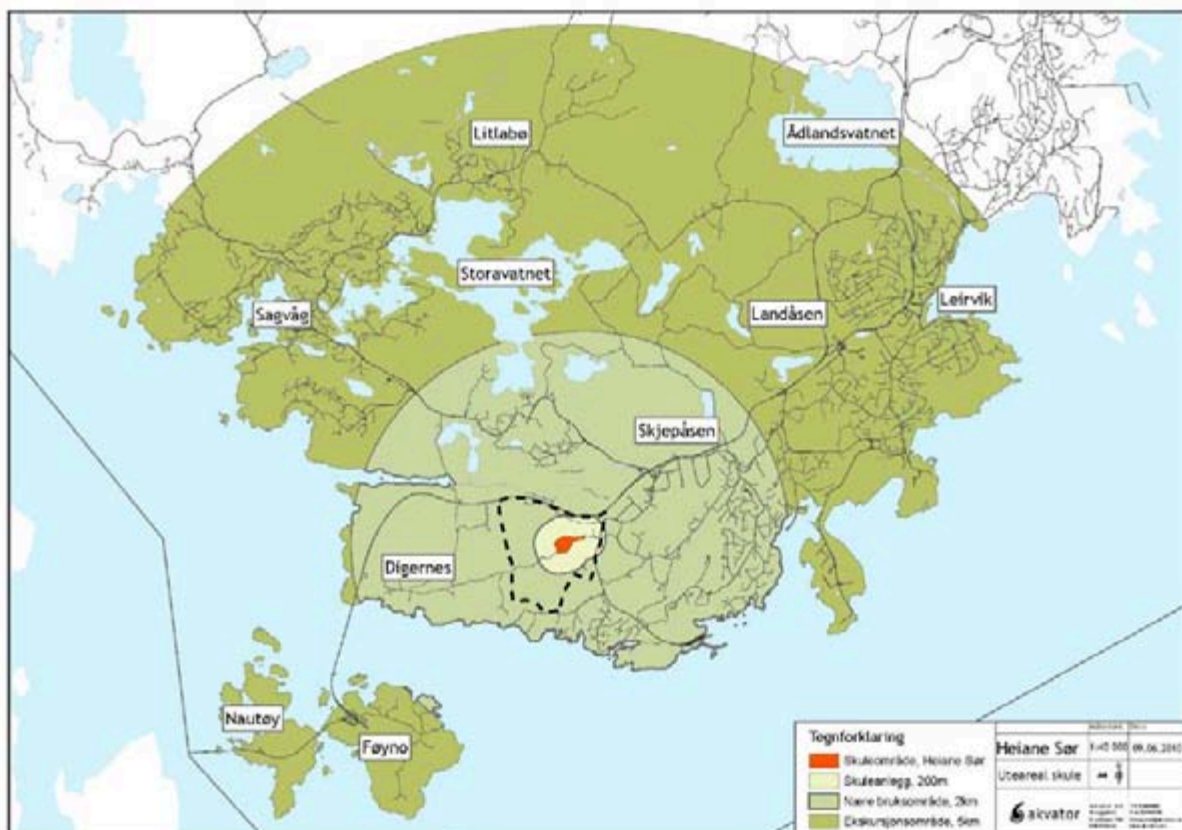 Litlabø
Ådlandsvatnet
Storavatnet
Sagvåg
Landåsen
Leirvik
Skjepåsen
Digernes
Nautøy
Føyno
Tegnforklaring
Skuleområde, Heiane Sør
Skuleanlegg, 200m
Nære bruksområde, 2km
Ekskursjonsområde, 5km
Heiane Sør
Uteareal skule
akvator